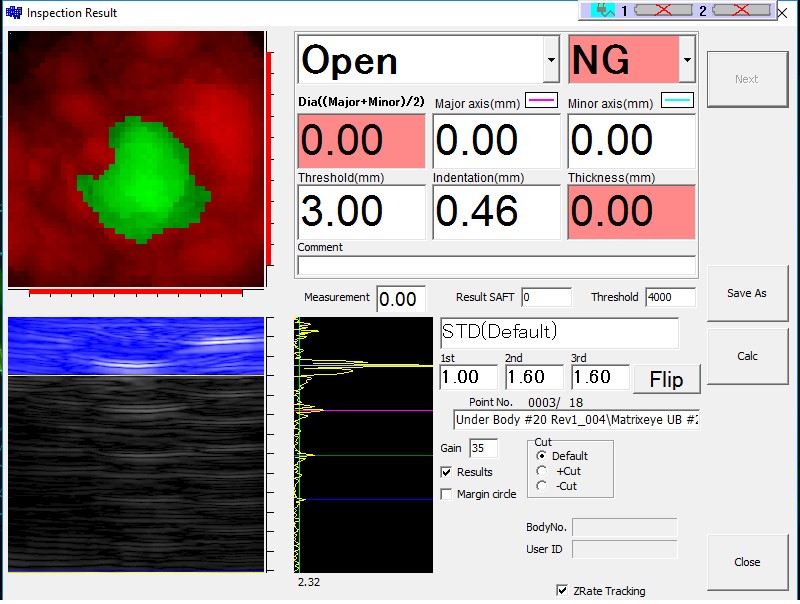 Inspection Result
1
2
Open
NG
Next
Dia((Major+Minor)/2)
Major axis(mm)
Minor axis(mm)
0.00
0.00
0.00
Threshold(mm)
Indentation(mm)
Thickness(mm)
3.00
0.46
0.00
Comment
Measurement
0.00
Result SAFT
0
Threshold
4000
Save As
STD(Default)
Calc
1st
2nd
3rd
1.00
1.60
1.60
Flip
Point No.
0003/ 18
Under Body #20 Rev1_004\Matrixeye UB #2
Gain
35
Cut
Default
+Cut
-Cut
Results
Margin circle
BodyNo.
User ID
Close
2.32
ZRate Tracking